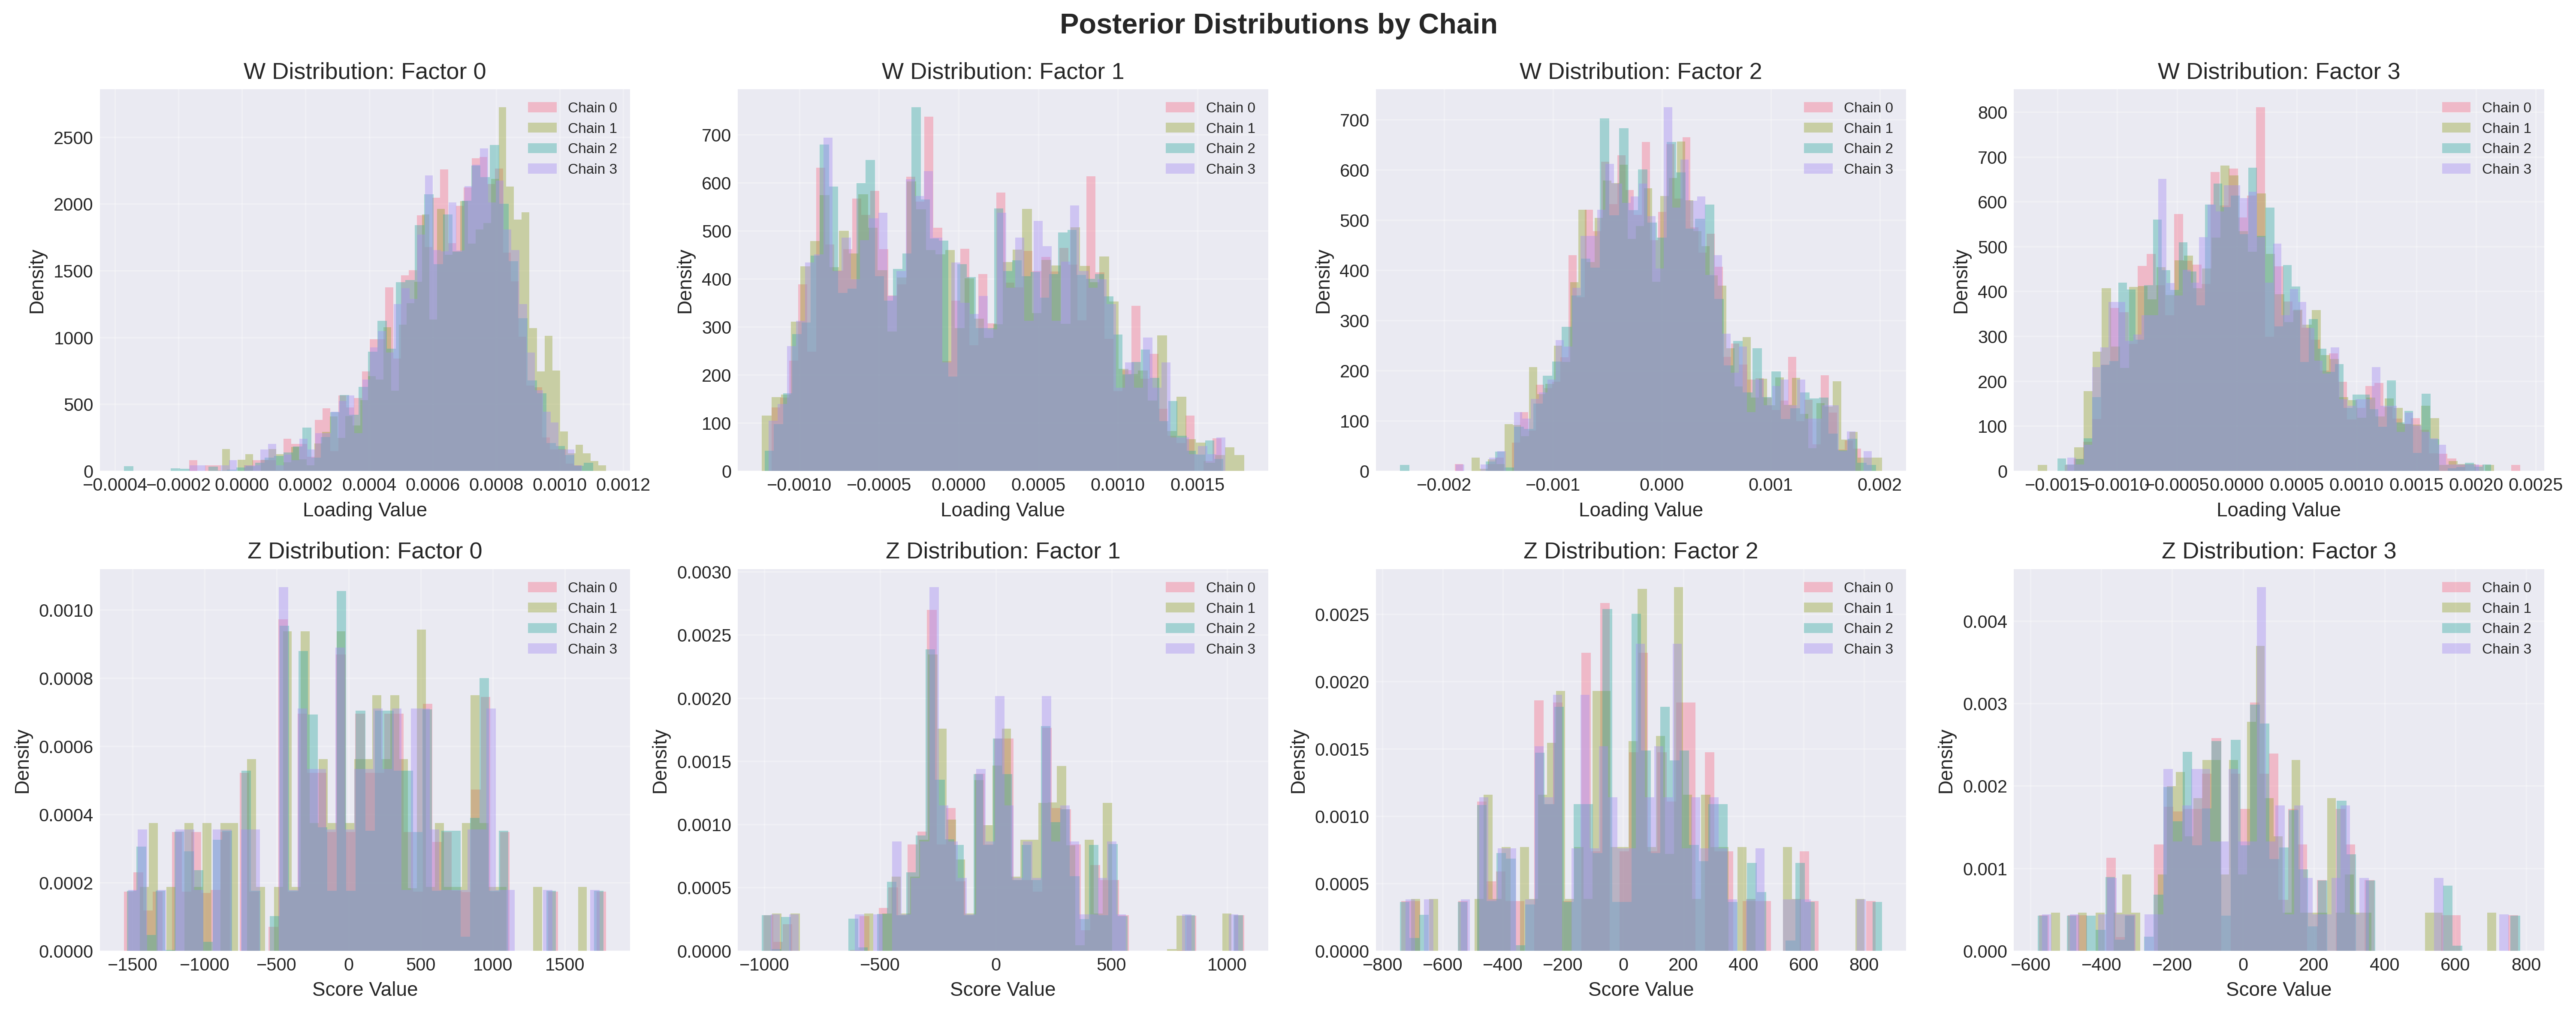 Posterior Distributions by Chain
W Distribution: Factor 0
Density
2500
2000
1500
1000
500
0
−0.0004 −0.0002 0.0000 0.0002 0.0004 0.0006 0.0008 0.0010 0.0012
Loading Value
Chain 0
Chain 1
Chain 2
Chain 3
W Distribution: Factor 1
Density
700
600
500
400
300
200
100
0
−0.0010 −0.0005 0.0000 0.0005 0.0010 0.0015
Loading Value
Chain 0
Chain 1
Chain 2
Chain 3
W Distribution: Factor 2
Density
700
600
500
400
300
200
100
0
−0.002 −0.001 0.000 0.001 0.002
Loading Value
Chain 0
Chain 1
Chain 2
Chain 3
W Distribution: Factor 3
Density
800
700
600
500
400
300
200
100
0
−0.0015 −0.0010 −0.0005 0.0000 0.0005 0.0010 0.0015 0.0020 0.0025
Loading Value
Chain 0
Chain 1
Chain 2
Chain 3
Z Distribution: Factor 0
Density
0.0010
0.0008
0.0006
0.0004
0.0002
0.0000
−1500 −1000 −500 0 500 1000 1500
Score Value
Chain 0
Chain 1
Chain 2
Chain 3
Z Distribution: Factor 1
Density
0.0030
0.0025
0.0020
0.0015
0.0010
0.0005
0.0000
−1000 −500 0 500 1000
Score Value
Chain 0
Chain 1
Chain 2
Chain 3
Z Distribution: Factor 2
Density
0.0025
0.0020
0.0015
0.0010
0.0005
0.0000
−800 −600 −400 −200 0 200 400 600 800
Score Value
Chain 0
Chain 1
Chain 2
Chain 3
Z Distribution: Factor 3
Density
0.004
0.003
0.002
0.001
0.000
−600 −400 −200 0 200 400 600 800
Score Value
Chain 0
Chain 1
Chain 2
Chain 3